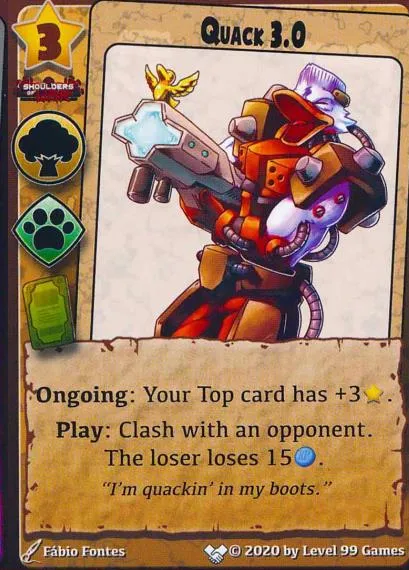 3
Quack 3.0
SHOULDERS
OF
Ongoing: Your Top card has +3.
Play: Clash with an opponent.
The loser loses 15.
"I'm quackin' in my boots."
Fábio Fontes
© 2020 by Level 99 Games